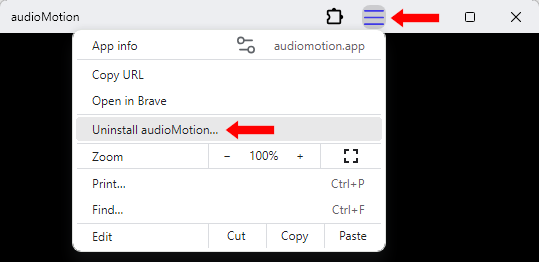 audioMotion
App info audiomotion.app
Copy URL
Open in Brave
Uninstall audioMotion...
Zoom − 100% +
Print... Ctrl+P
Find... Ctrl+F
Edit Cut Copy Paste